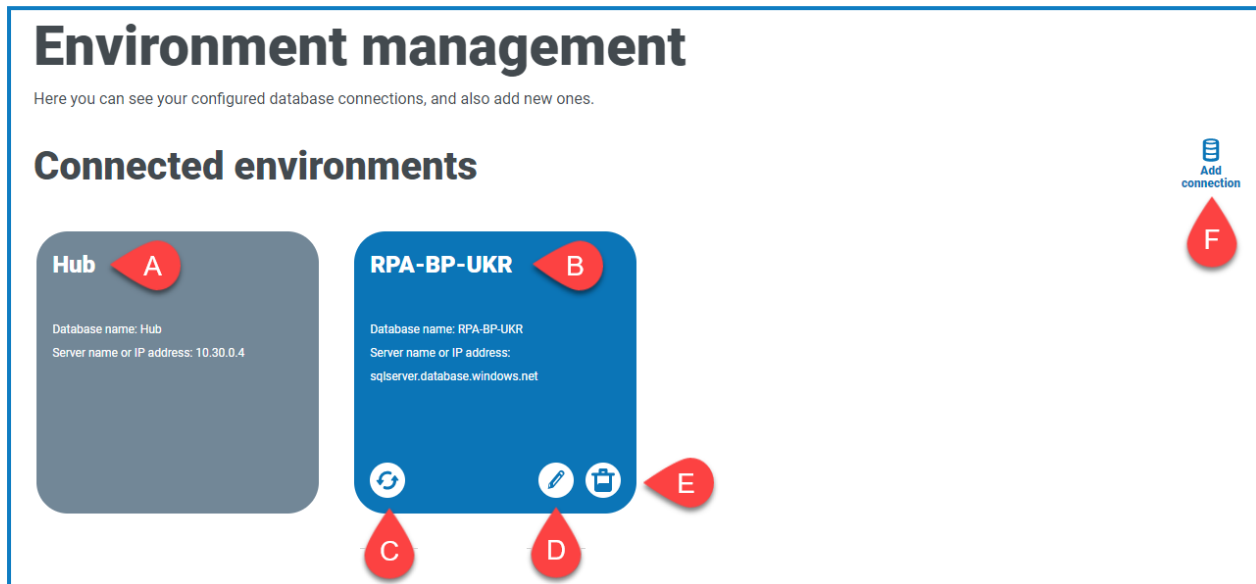 Environment management
Here you can see your configured database connections, and also add new ones.
Connected environments
Add
connection
F
Hub
A
Database name: Hub
Server name or IP address: 10.30.0.4
RPA-BP-UKR
B
Database name: RPA-BP-UKR
Server name or IP address:
sqlserver.database.windows.net
E
C
D